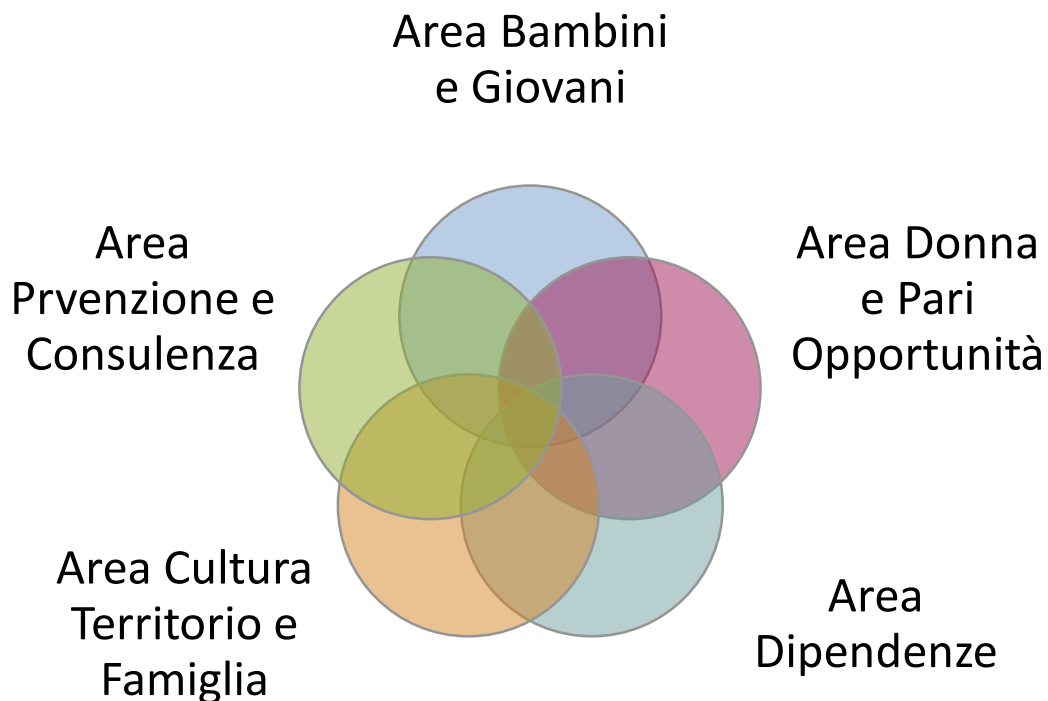 Area Bambini
e Giovani
Area Donna
e Pari
Opportunità
Area
Dipendenze
Area Cultura
Territorio e
Famiglia
Area
Prvenzione e
Consulenza